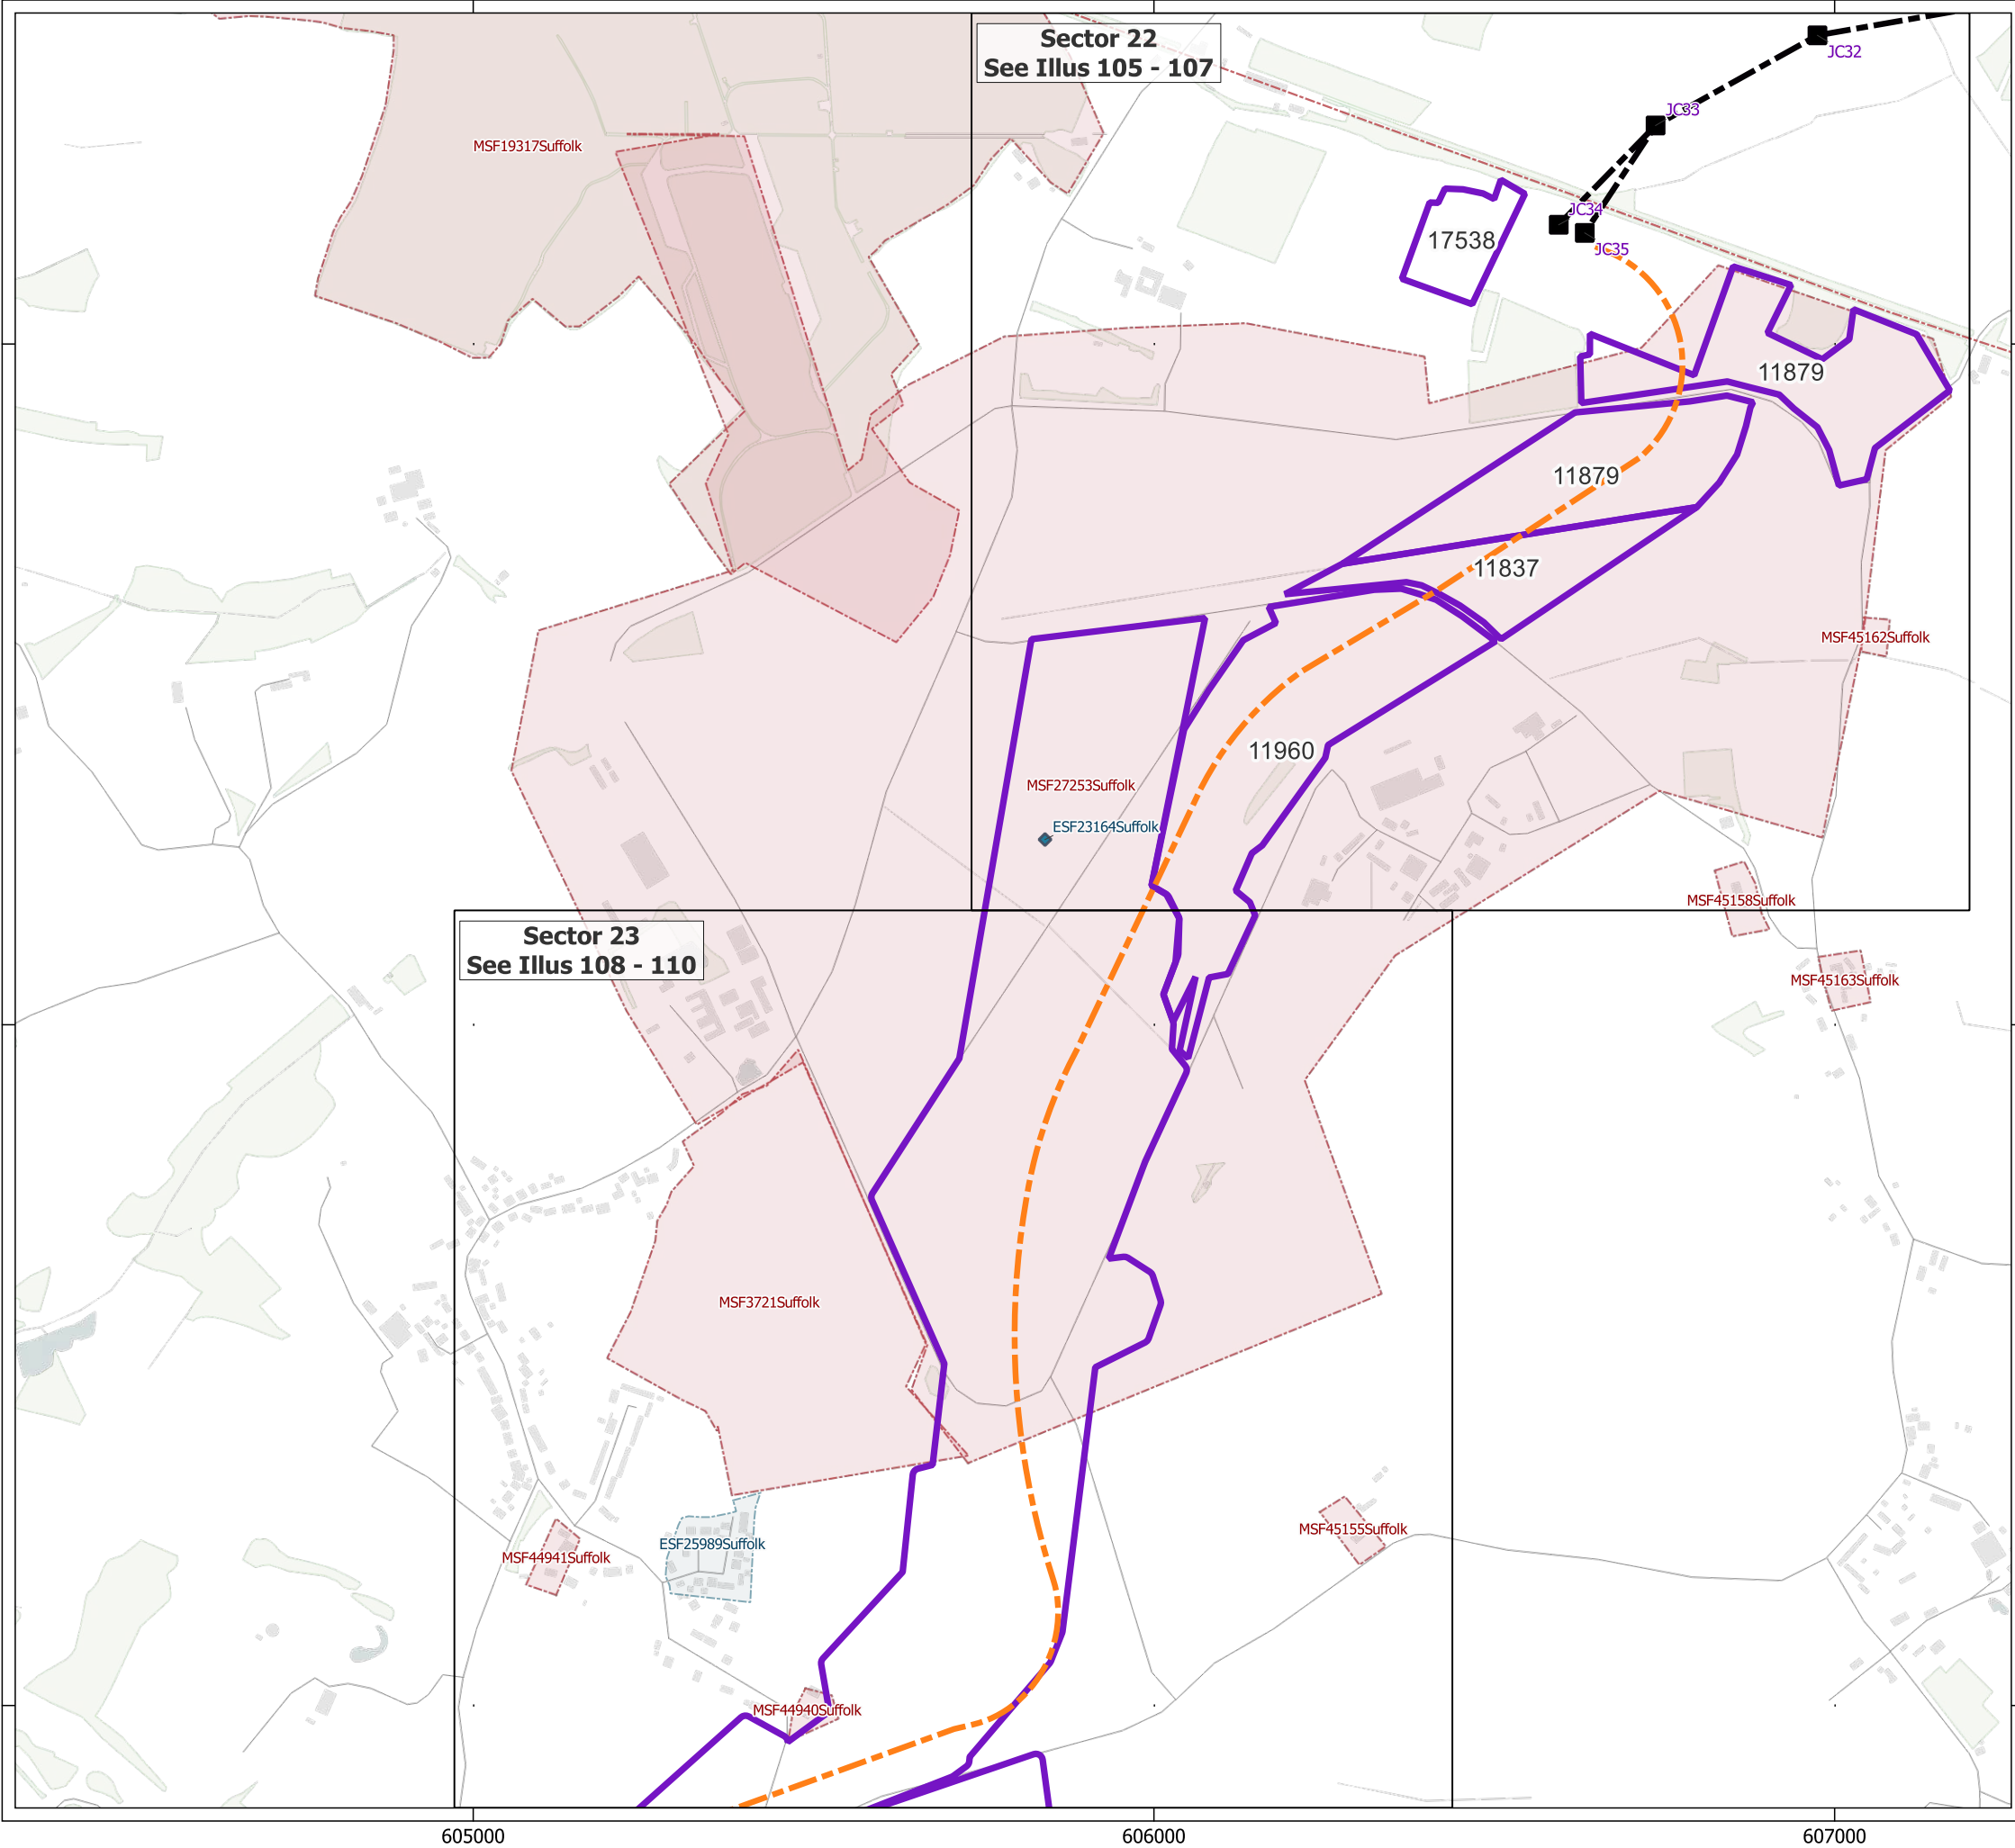 Sector 22
See Illus 105 - 107
JC32
JC33
MSF19317Suffolk
JC34
17538
JC35
11879
11879
11837
MSF45162Suffolk
11960
MSF27253Suffolk
ESF23164Suffolk
MSF45158Suffolk
Sector 23
See Illus 108 - 110
MSF45163Suffolk
MSF3721Suffolk
MSF45155Suffolk
ESF25989Suffolk
MSF44941Suffolk
MSF44940Suffolk
605000
606000
607000